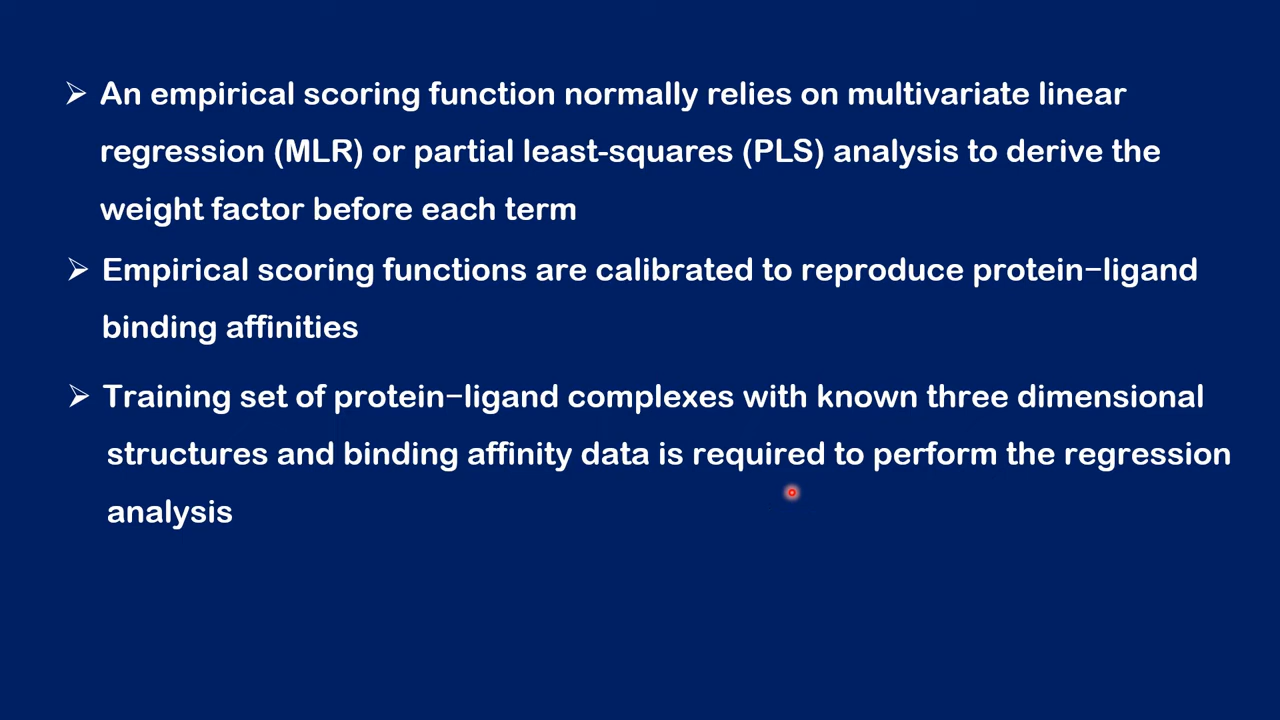 ➢ An empirical scoring function normally relies on multivariate linear
regression (MLR) or partial least-squares (PLS) analysis to derive the
weight factor before each term
➢ Empirical scoring functions are calibrated to reproduce protein−ligand
binding affinities
➢ Training set of protein−ligand complexes with known three dimensional
structures and binding affinity data is required to perform the regression
analysis